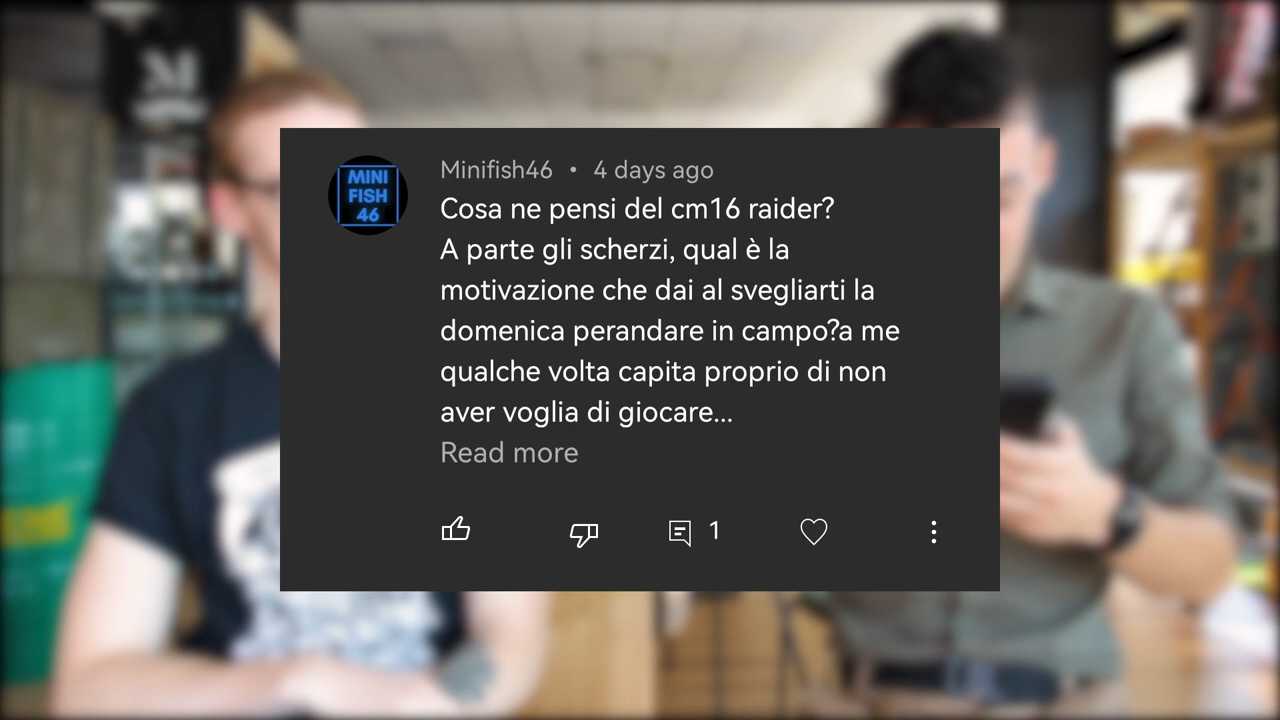 M
MINI
FISH
46
Minifish46 • 4 days ago
Cosa ne pensi del cm16 raider?
A parte gli scherzi, qual è la
motivazione che dai al svegliarti la
domenica perandare in campo?a me
qualche volta capita proprio di non
aver voglia di giocare...
Read more
1